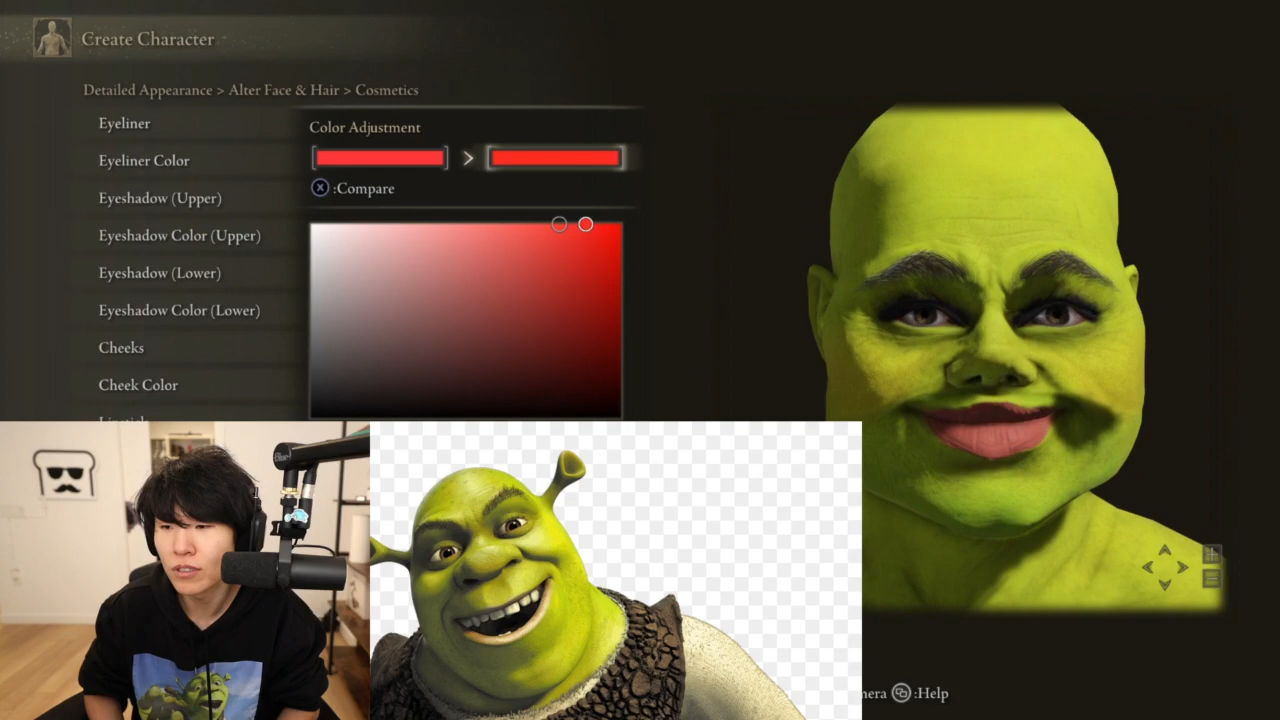 Create Character
Detailed Appearance > Alter Face & Hair > Cosmetics
Eyeliner
Eyeliner Color
Eyeshadow (Upper)
Eyeshadow Color (Upper)
Eyeshadow (Lower)
Eyeshadow Color (Lower)
Cheeks
Cheek Color
Color Adjustment
>
X :Compare
:Help